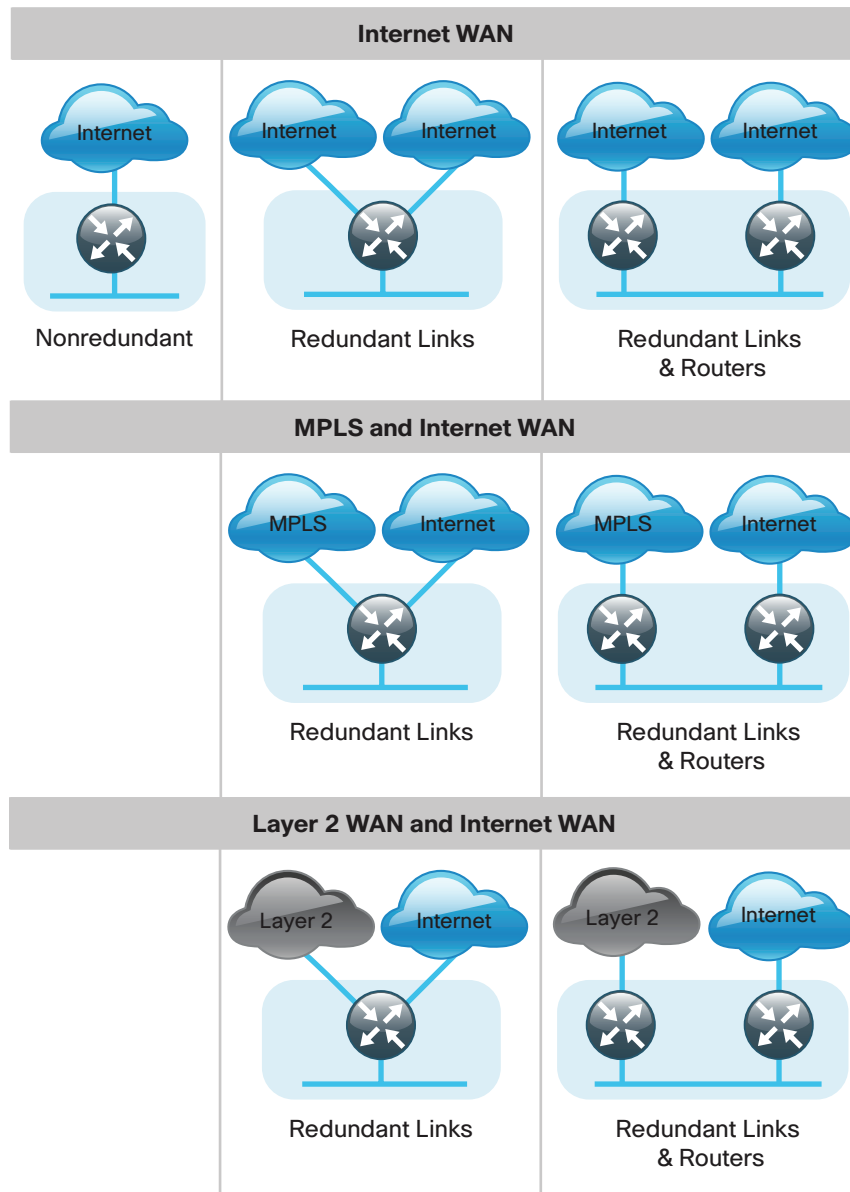 Internet WAN
Internet
Internet
Internet
Internet
Internet
Nonredundant
Redundant Links
Redundant Links
& Routers
MPLS and Internet WAN
MPLS
Internet
MPLS
Internet
Redundant Links
Redundant Links
& Routers
Layer 2 WAN and Internet WAN
Layer 2
Internet
Layer 2
Internet
Redundant Links
Redundant Links
& Routers